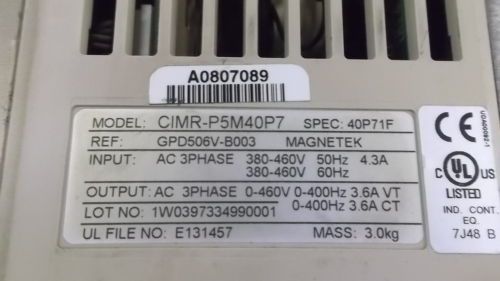 A0807089
MODEL: CIMR-P5M40P7 SPEC: 40P71F
REF: GPD506V-B003 MAGNETEK
INPUT: AC 3PHASE 380-460V 50Hz 4.3A
380-460V 60Hz
OUTPUT: AC 3PHASE 0-460V 0-400Hz 3.6A VT
LOT NO: 1W0397334990001 0-400Hz 3.6A CT
UL FILE NO: E131457 MASS: 3.0kg
CE
C UL US
LISTED
IND. CONT.
EQ.
7J48 B